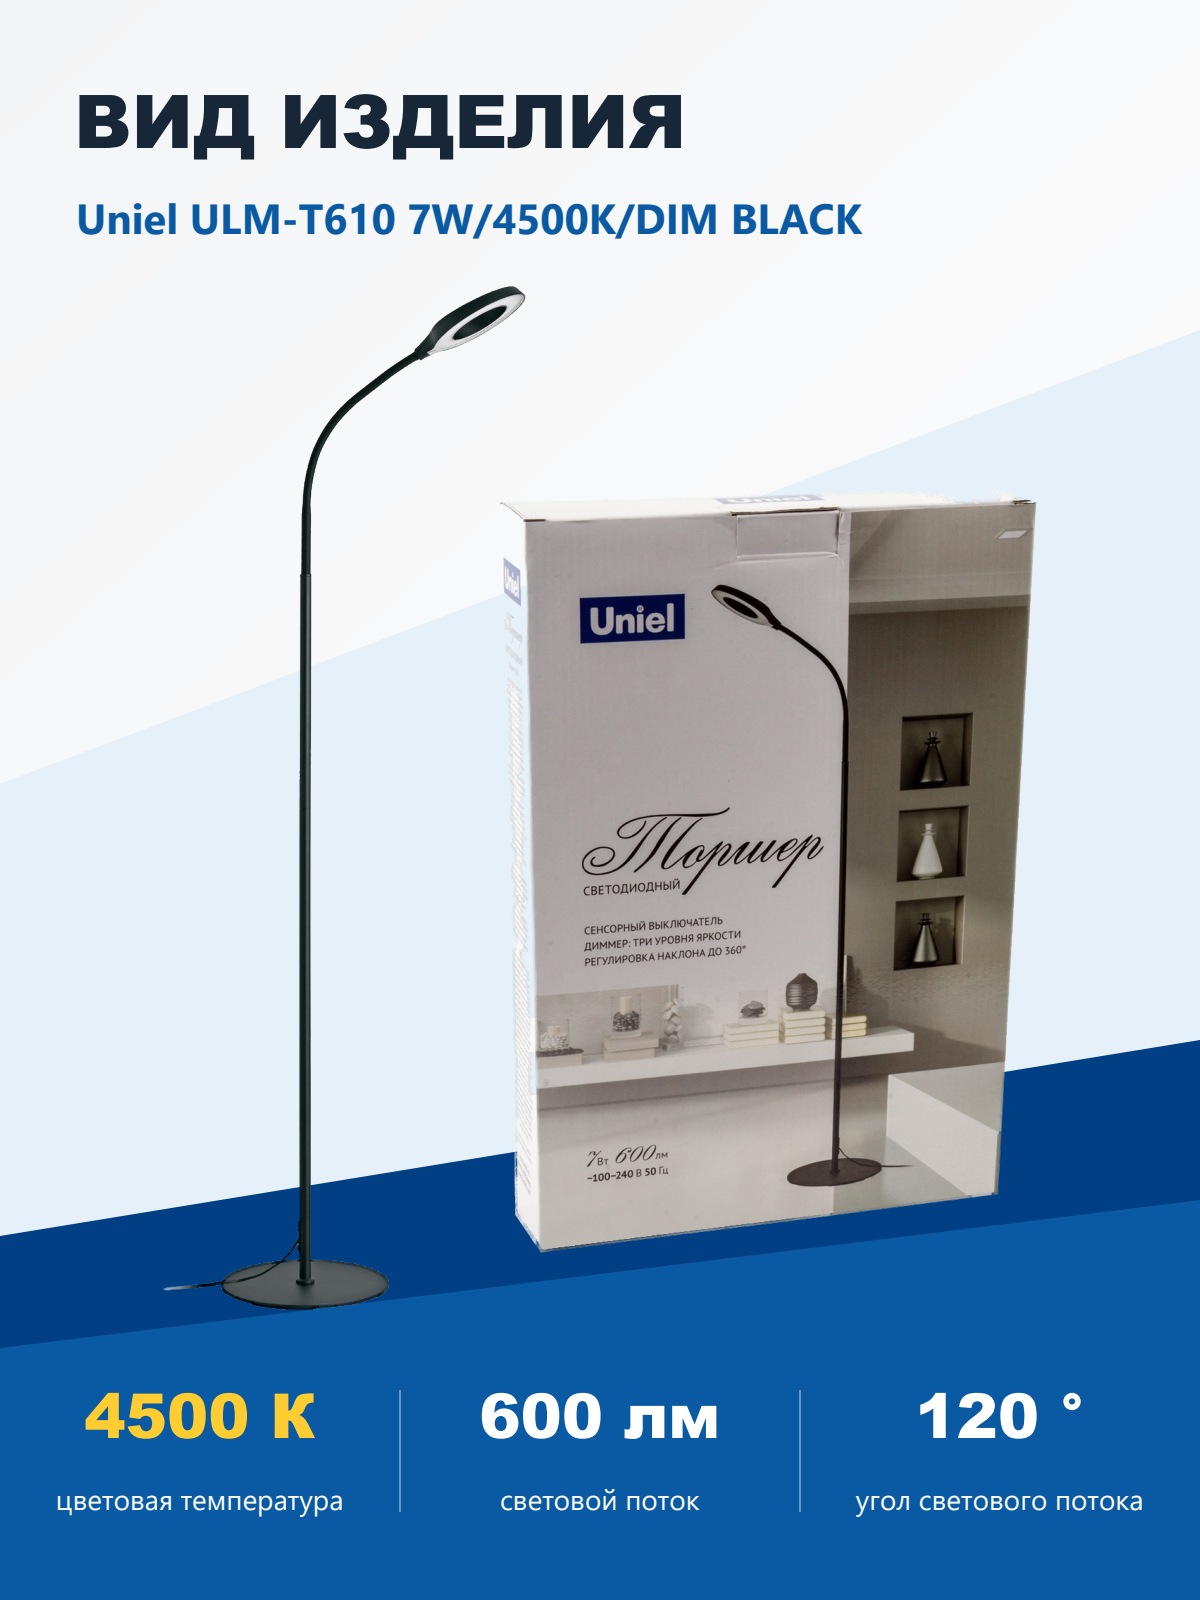 ВИД ИЗДЕЛИЯ
Uniel ULM-T610 7W/4500K/DIM BLACK
Uniel
Uniel
Uniel
Торшер
СВЕТОДИОДНЫЙ
СЕНСОРНЫЙ ВЫКЛЮЧАТЕЛЬ
ДИММЕР: ТРИ УРОВНЯ ЯРКОСТИ
РЕГУЛИРОВКА НАКЛОНА ДО 360°
7Вт 600лм
~100-240 В 50 Гц
4500 К
600 лм
120 °
цветовая температура
световой поток
угол светового потока